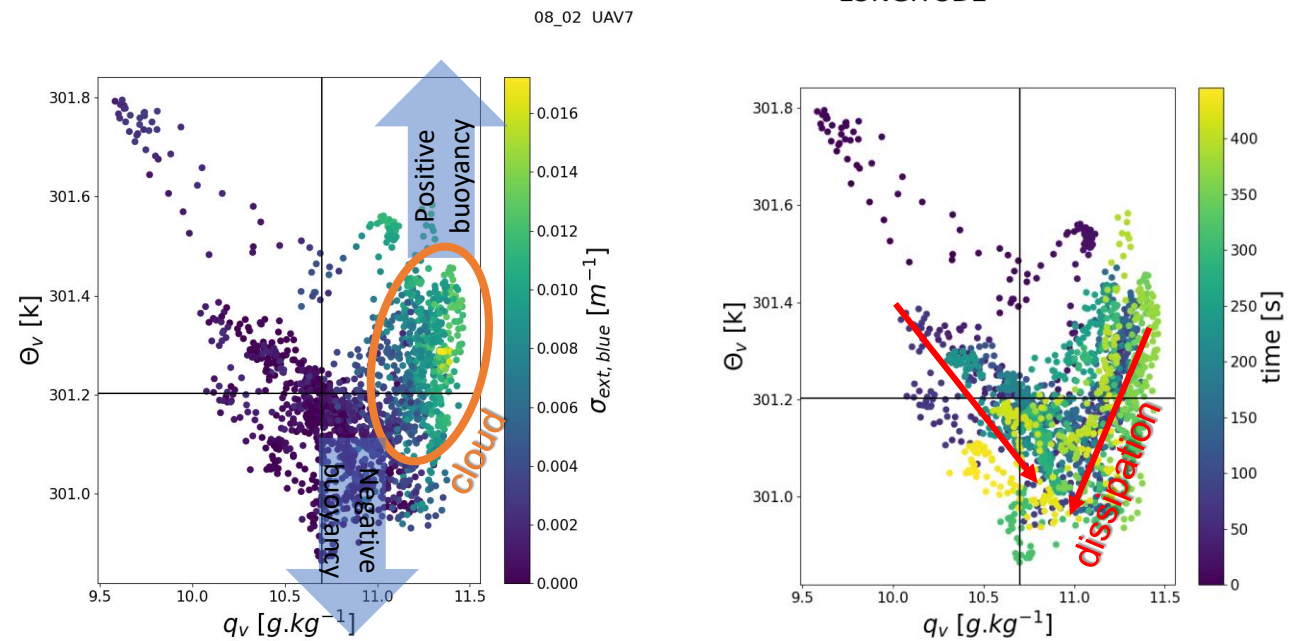 08_02 UAV7
301.8
301.6
301.4
301.2
301.0
Θᵥ [k]
9.5
10.0
10.5
11.0
11.5
qᵥ [g.kg⁻¹]
Positive
buoyancy
Negative
buoyancy
cloud
0.016
0.014
0.012
0.010
0.008
0.006
0.004
0.002
0.000
σ_ext,blue [m⁻¹]
301.8
301.6
301.4
301.2
301.0
Θᵥ [k]
9.5
10.0
10.5
11.0
11.5
qᵥ [g.kg⁻¹]
dissipation
400
350
300
250
200
150
100
50
0
time [s]